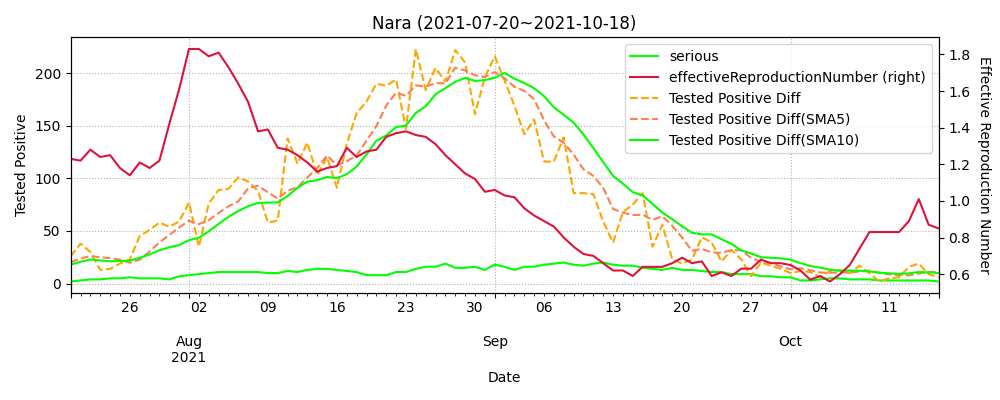 Nara (2021-07-20~2021-10-18)
serious
effectiveReproductionNumber (right)
Tested Positive Diff
Tested Positive Diff(SMA5)
Tested Positive Diff(SMA10)
Tested Positive
200
150
100
50
0
1.8
1.6
1.4
1.2
1.0
0.8
0.6
Effective Reproduction Number
26 02 09 16 23 30 06 13 20 27 04 11
Aug Sep Oct
2021
Date